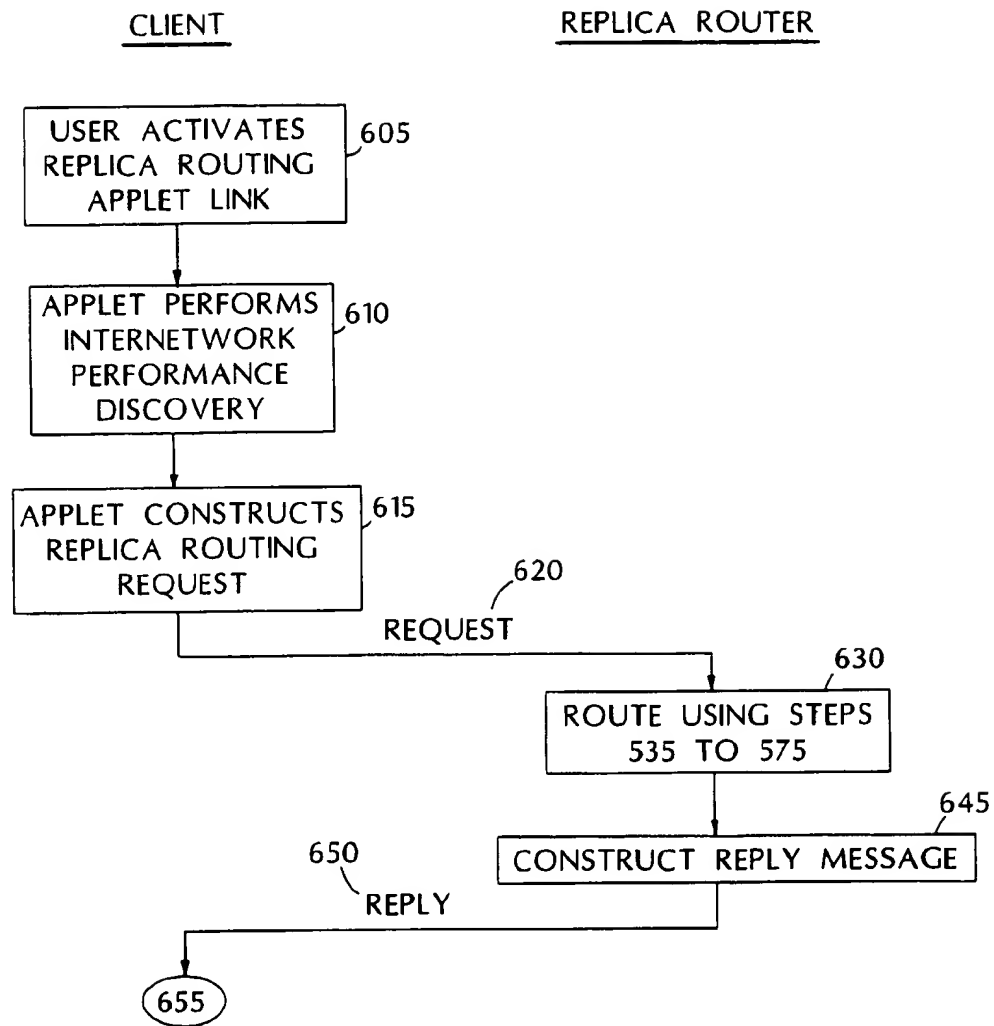 CLIENT
REPLICA ROUTER
USER ACTIVATES
REPLICA ROUTING
APPLET LINK
605
APPLET PERFORMS
INTERNETWORK
PERFORMANCE
DISCOVERY
610
APPLET CONSTRUCTS
REPLICA ROUTING
REQUEST
615
620
REQUEST
630
ROUTE USING STEPS
535 TO 575
645
CONSTRUCT REPLY MESSAGE
650
REPLY
655